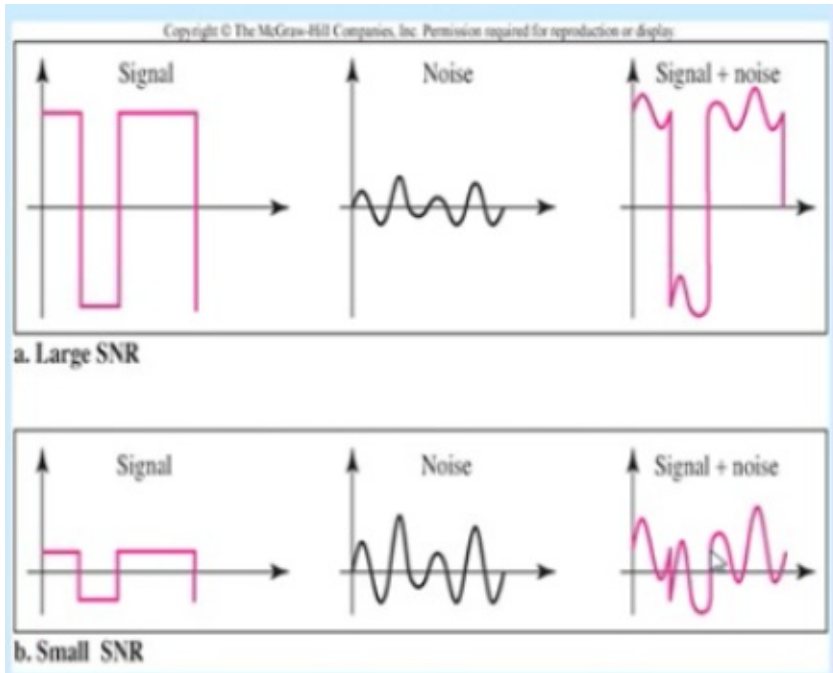 Copyright © The McGraw-Hill Companies, Inc. Permission required for reproduction or display.
Signal Noise Signal + noise
a. Large SNR
Signal Noise Signal + noise
b. Small SNR